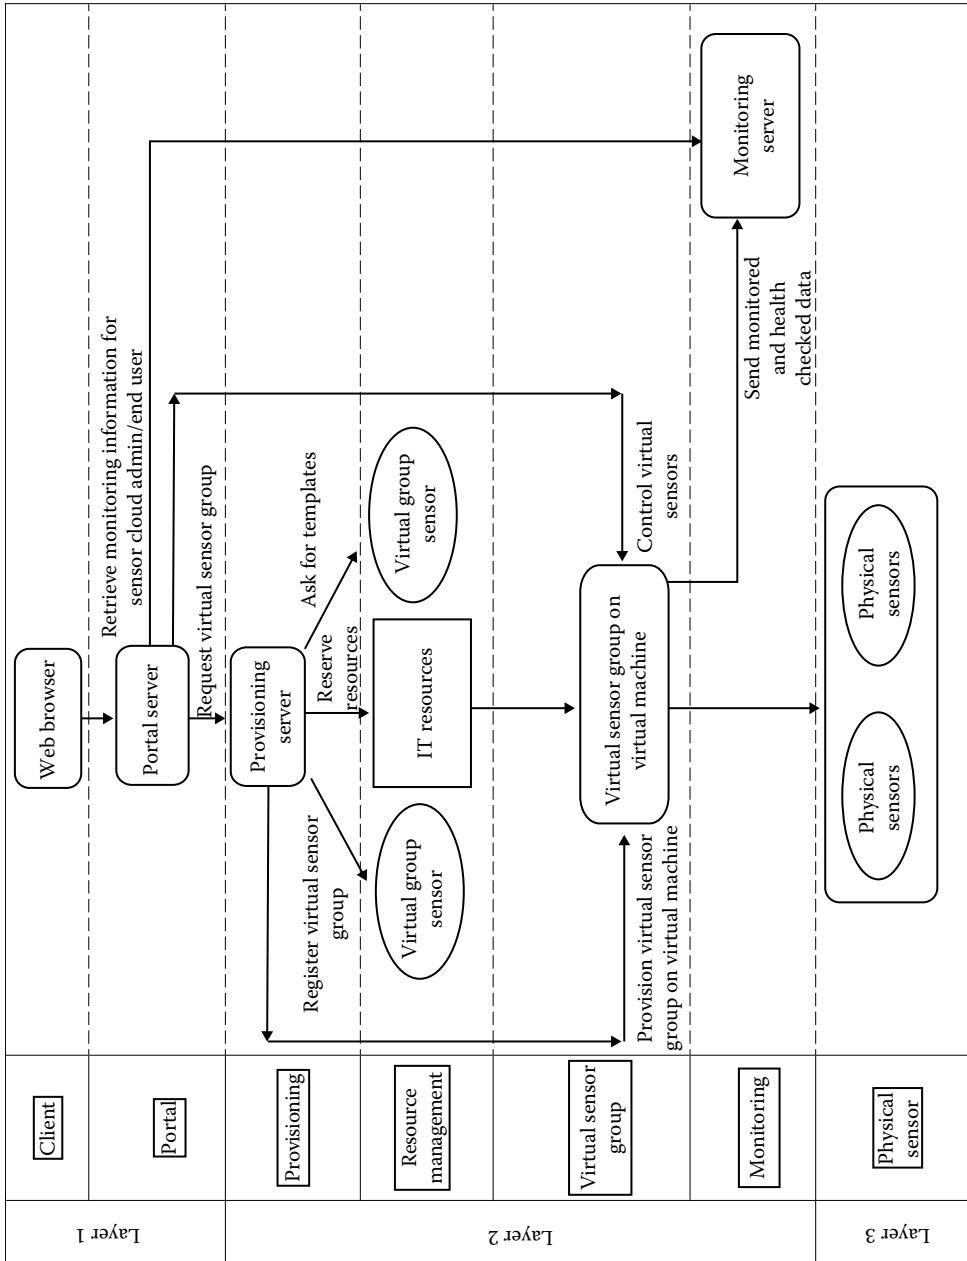 Web browser
Retrieve monitoring information for
sensor cloud admin/end user
Portal server
Request virtual sensor group
Provisioning
server
Ask for templates
Reserve
resources
Register virtual sensor
group
Virtual group
sensor
IT resources
Virtual group
sensor
Virtual sensor group on
virtual machine
Control virtual
sensors
Provision virtual sensor
group on virtual machine
Monitoring
server
Send monitored
and health
checked data
Physical
sensors
Physical
sensors
Client
Portal
Provisioning
Resource
management
Virtual sensor
group
Monitoring
Physical
sensor
Layer 1
Layer 2
Layer 3